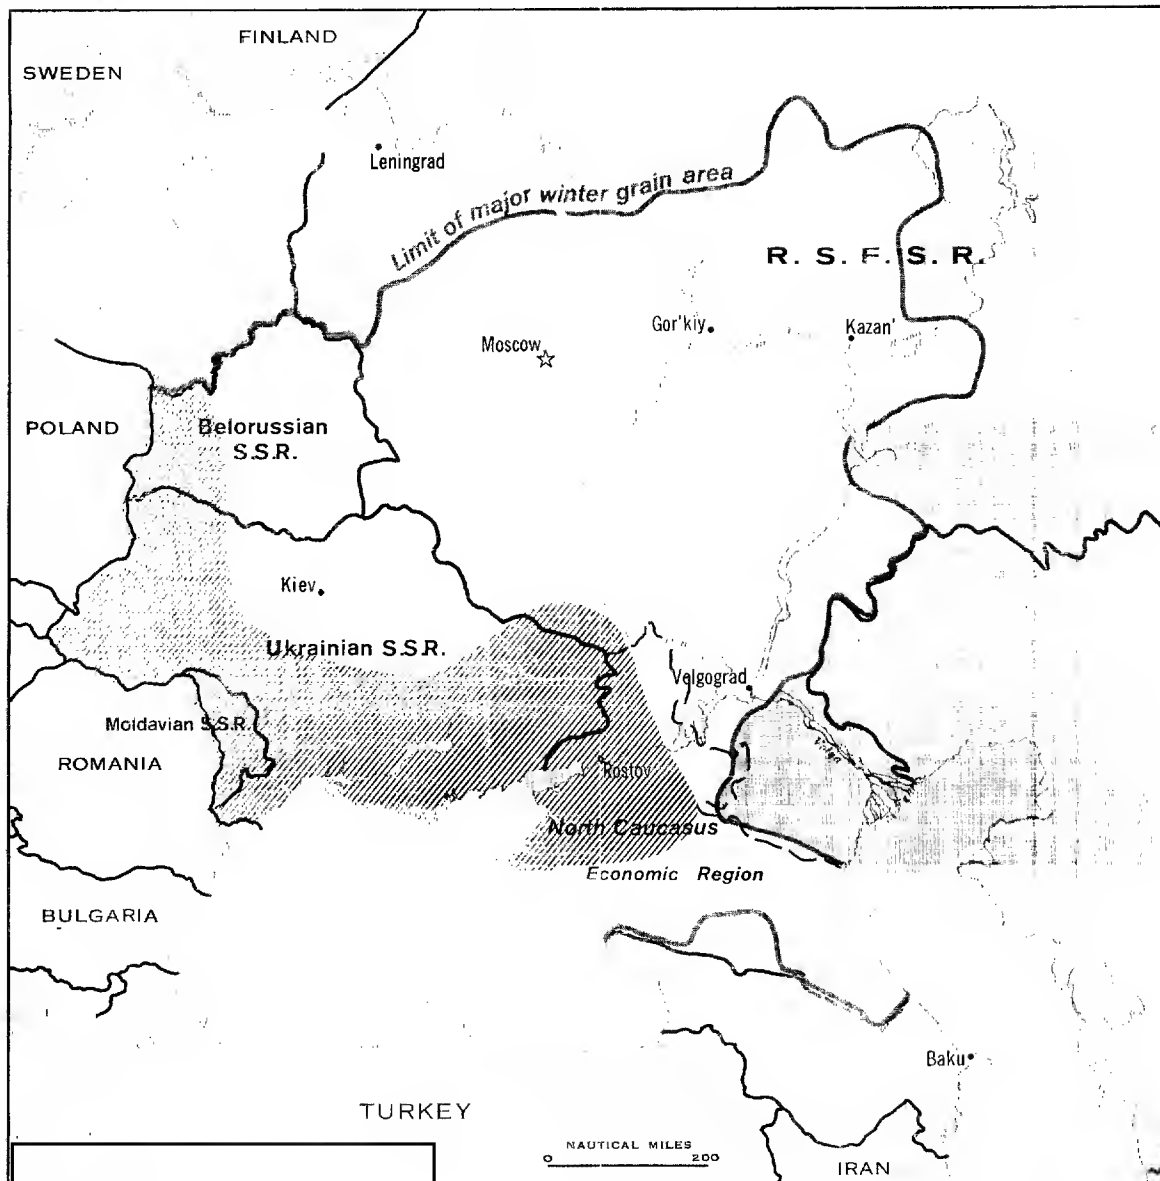 FINLAND
SWEDEN
Leningrad
Limit of major winter grain area
R. S. F. S. R.
Gor'kiy
Kazan'
Moscow
POLAND
Belorussian
S.S.R.
Kiev
Ukrainian S.S.R.
Volgograd
Moldavian S.S.R.
Volga
ROMANIA
Rostov
North Caucasus
Economic Region
BULGARIA
Baku
TURKEY
NAUTICAL MILES
0 200
IRAN